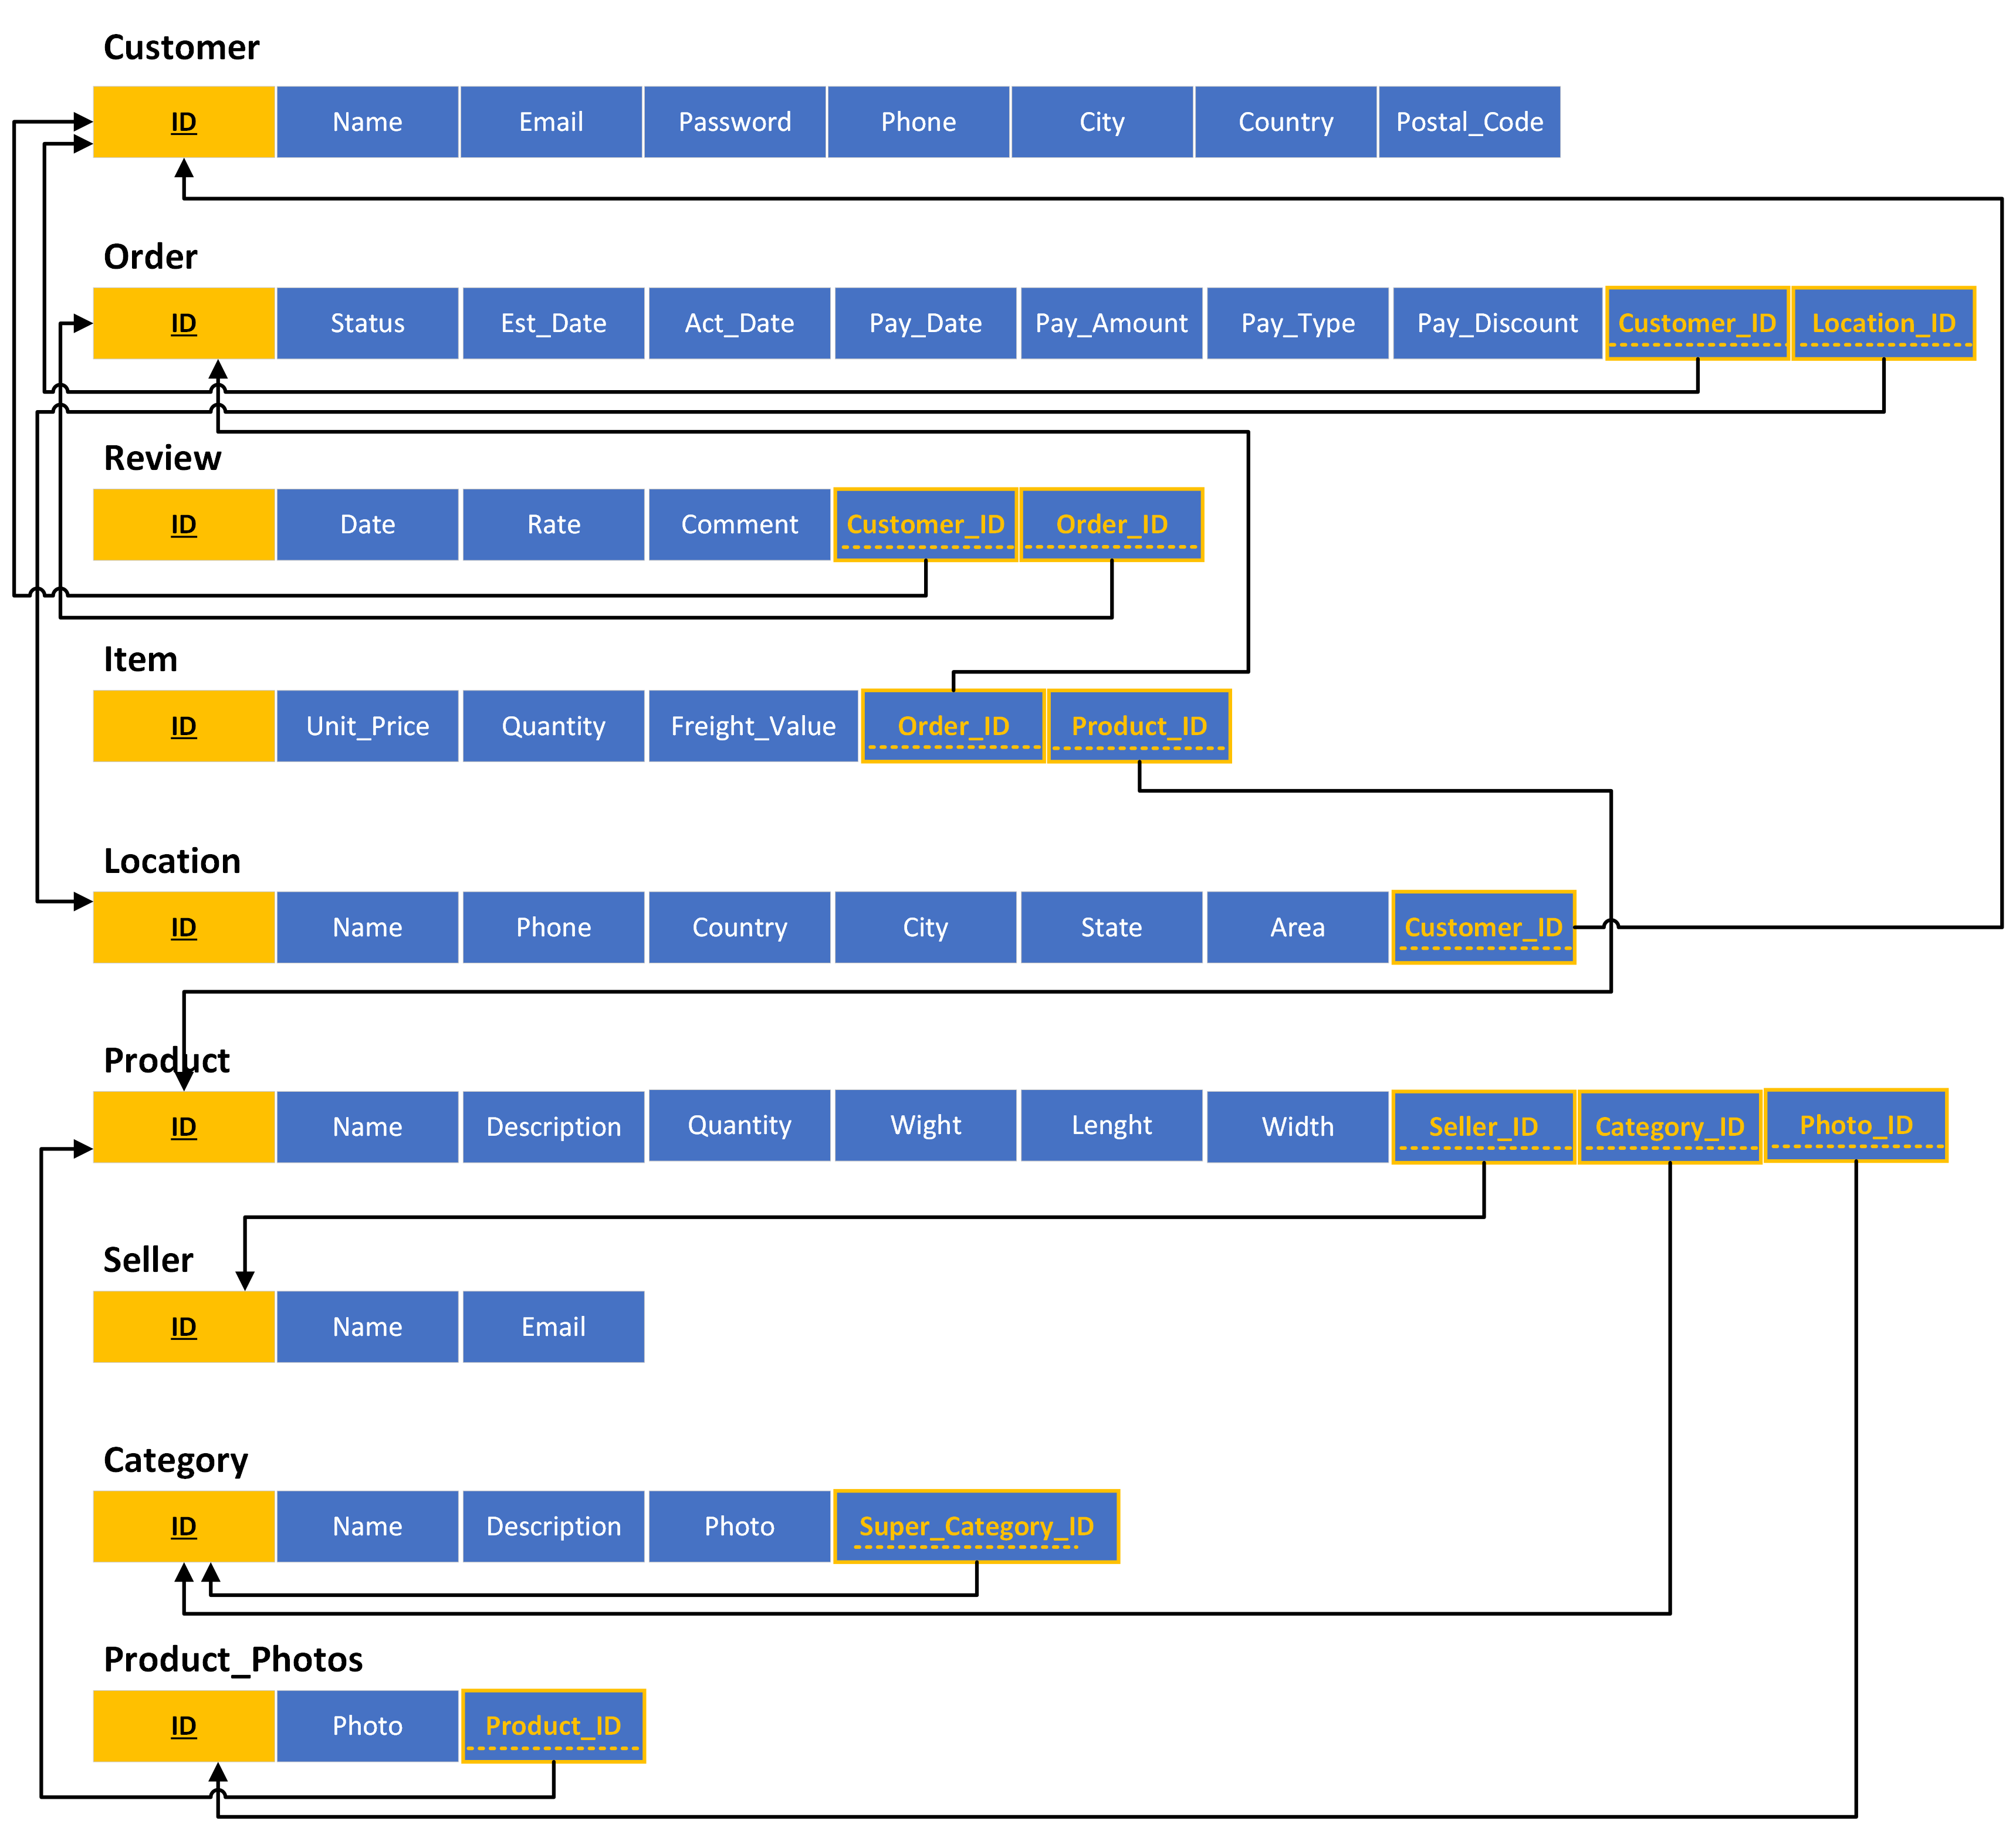 Customer
ID Name Email Password Phone City Country Postal_Code
Order
ID Status Est_Date Act_Date Pay_Date Pay_Amount Pay_Type Pay_Discount Customer_ID Location_ID
Review
ID Date Rate Comment Customer_ID Order_ID
Item
ID Unit_Price Quantity Freight_Value Order_ID Product_ID
Location
ID Name Phone Country City State Area Customer_ID
Product
ID Name Description Quantity Wight Lenght Width Seller_ID Category_ID Photo_ID
Seller
ID Name Email
Category
ID Name Description Photo Super_Category_ID
Product_Photos
ID Photo Product_ID